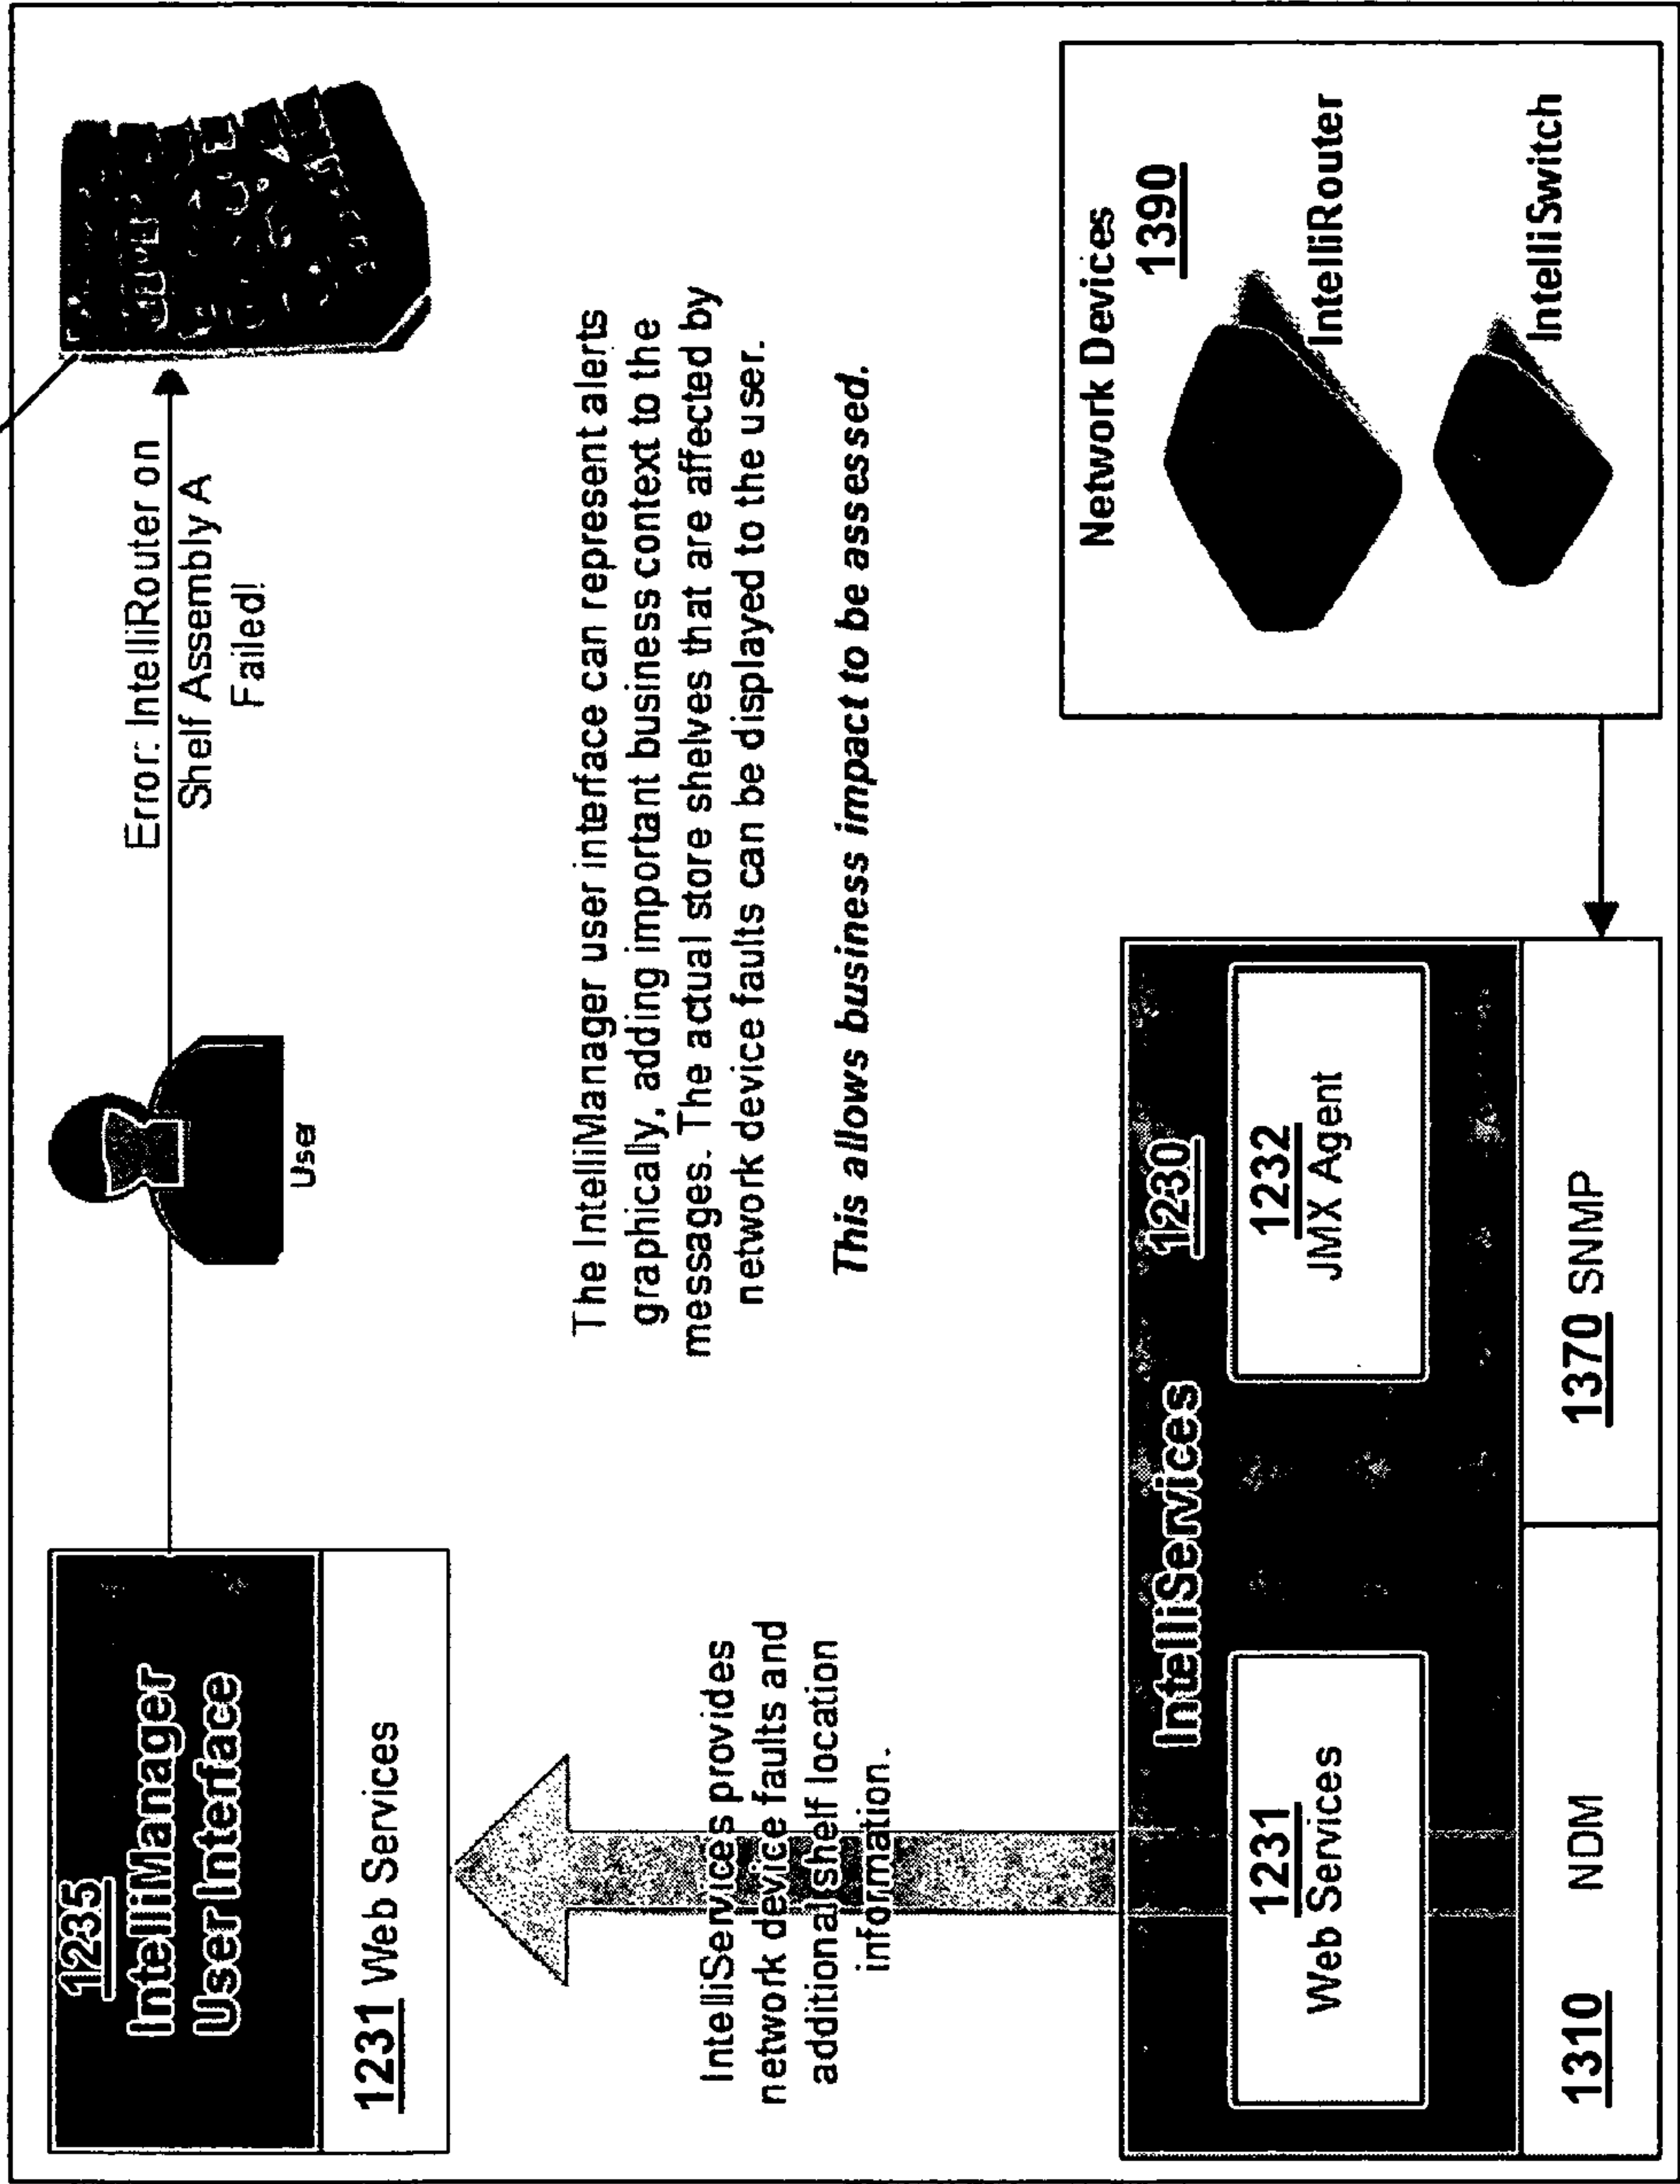 1235
IntelliManager
User Interface
1231 Web Services
User
Error: IntelliRouter on
Shelf Assembly A
Failed!
IntelliServices provides
network device faults and
additional shelf location
information.
The IntelliManager user interface can represent alerts
graphically, adding important business context to the
messages. The actual store shelves that are affected by
network device faults can be displayed to the user.
This allows business impact to be assessed.
IntelliServices 1230
1231
Web Services
1232
JMX Agent
1310 NDM
1370 SNMP
Network Devices
1390
IntelliRouter
IntelliSwitch